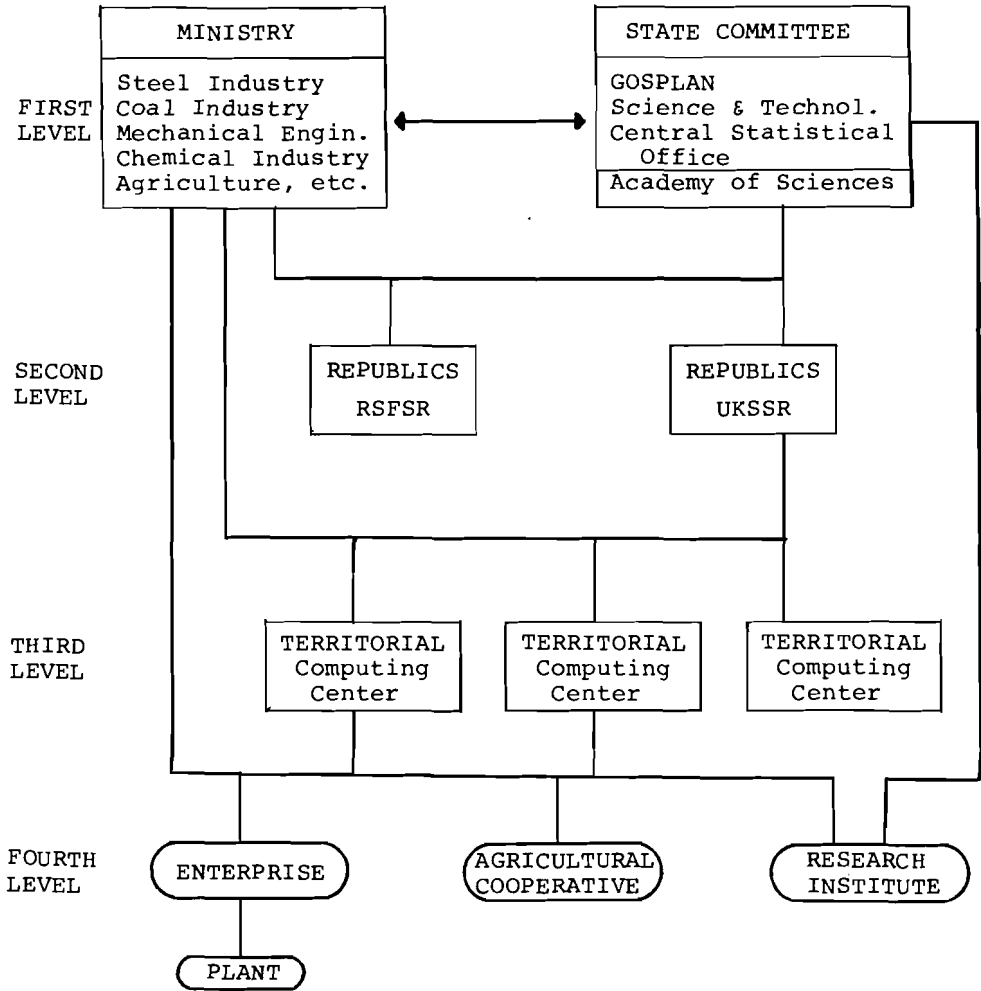 MINISTRY
Steel Industry
Coal Industry
Mechanical Engin.
Chemical Industry
Agriculture, etc.
STATE COMMITTEE
GOSPLAN
Science & Technol.
Central Statistical
Office
Academy of Sciences
FIRST
LEVEL
SECOND
LEVEL
REPUBLICS
RSFSR
REPUBLICS
UKSSR
THIRD
LEVEL
TERRITORIAL
Computing
Center
TERRITORIAL
Computing
Center
TERRITORIAL
Computing
Center
FOURTH
LEVEL
ENTERPRISE
AGRICULTURAL
COOPERATIVE
RESEARCH
INSTITUTE
PLANT